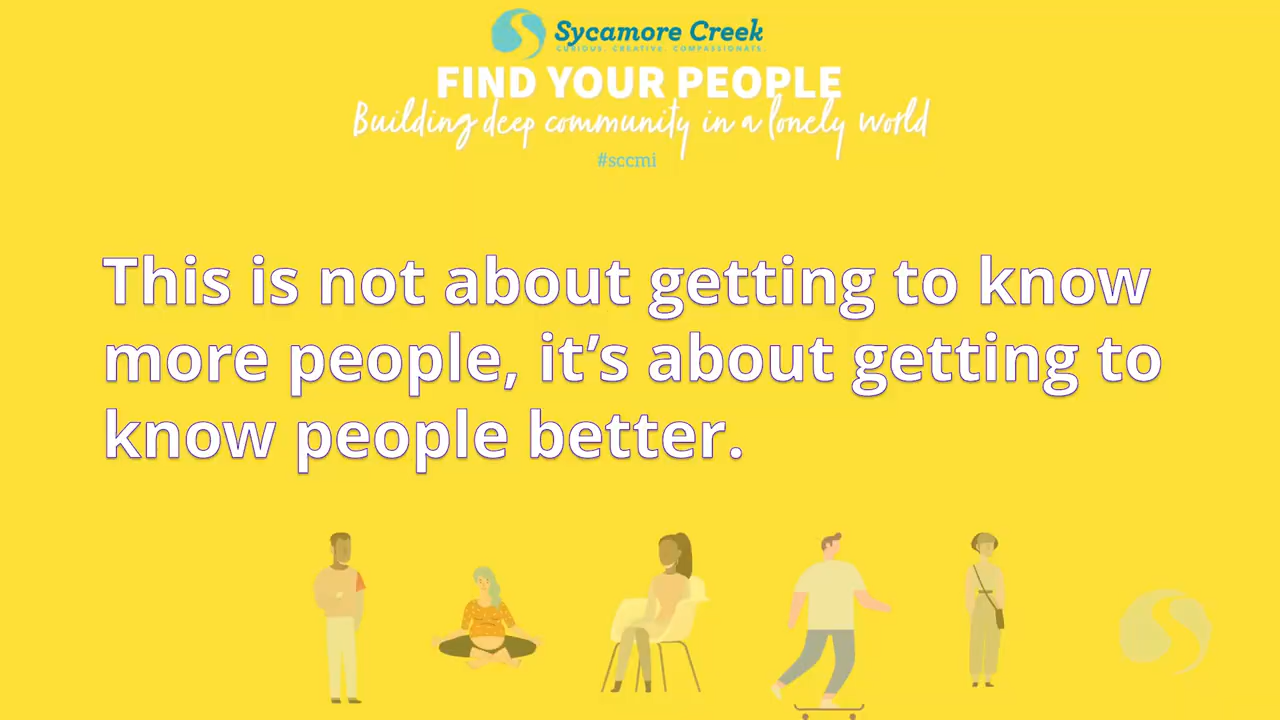 Sycamore Creek
CURIOUS. CREATIVE. COMPASSIONATE.
FIND YOUR PEOPLE
Building deep community in a lonely world
#sccmi
This is not about getting to know
more people, it’s about getting to
know people better.